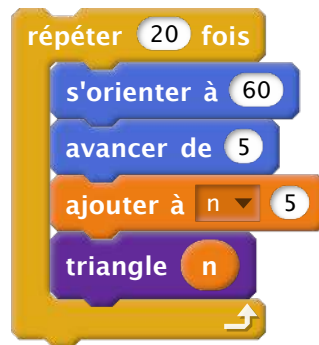 répéter 20 fois
s'orienter à 60
avancer de 5
ajouter à n 5
triangle n